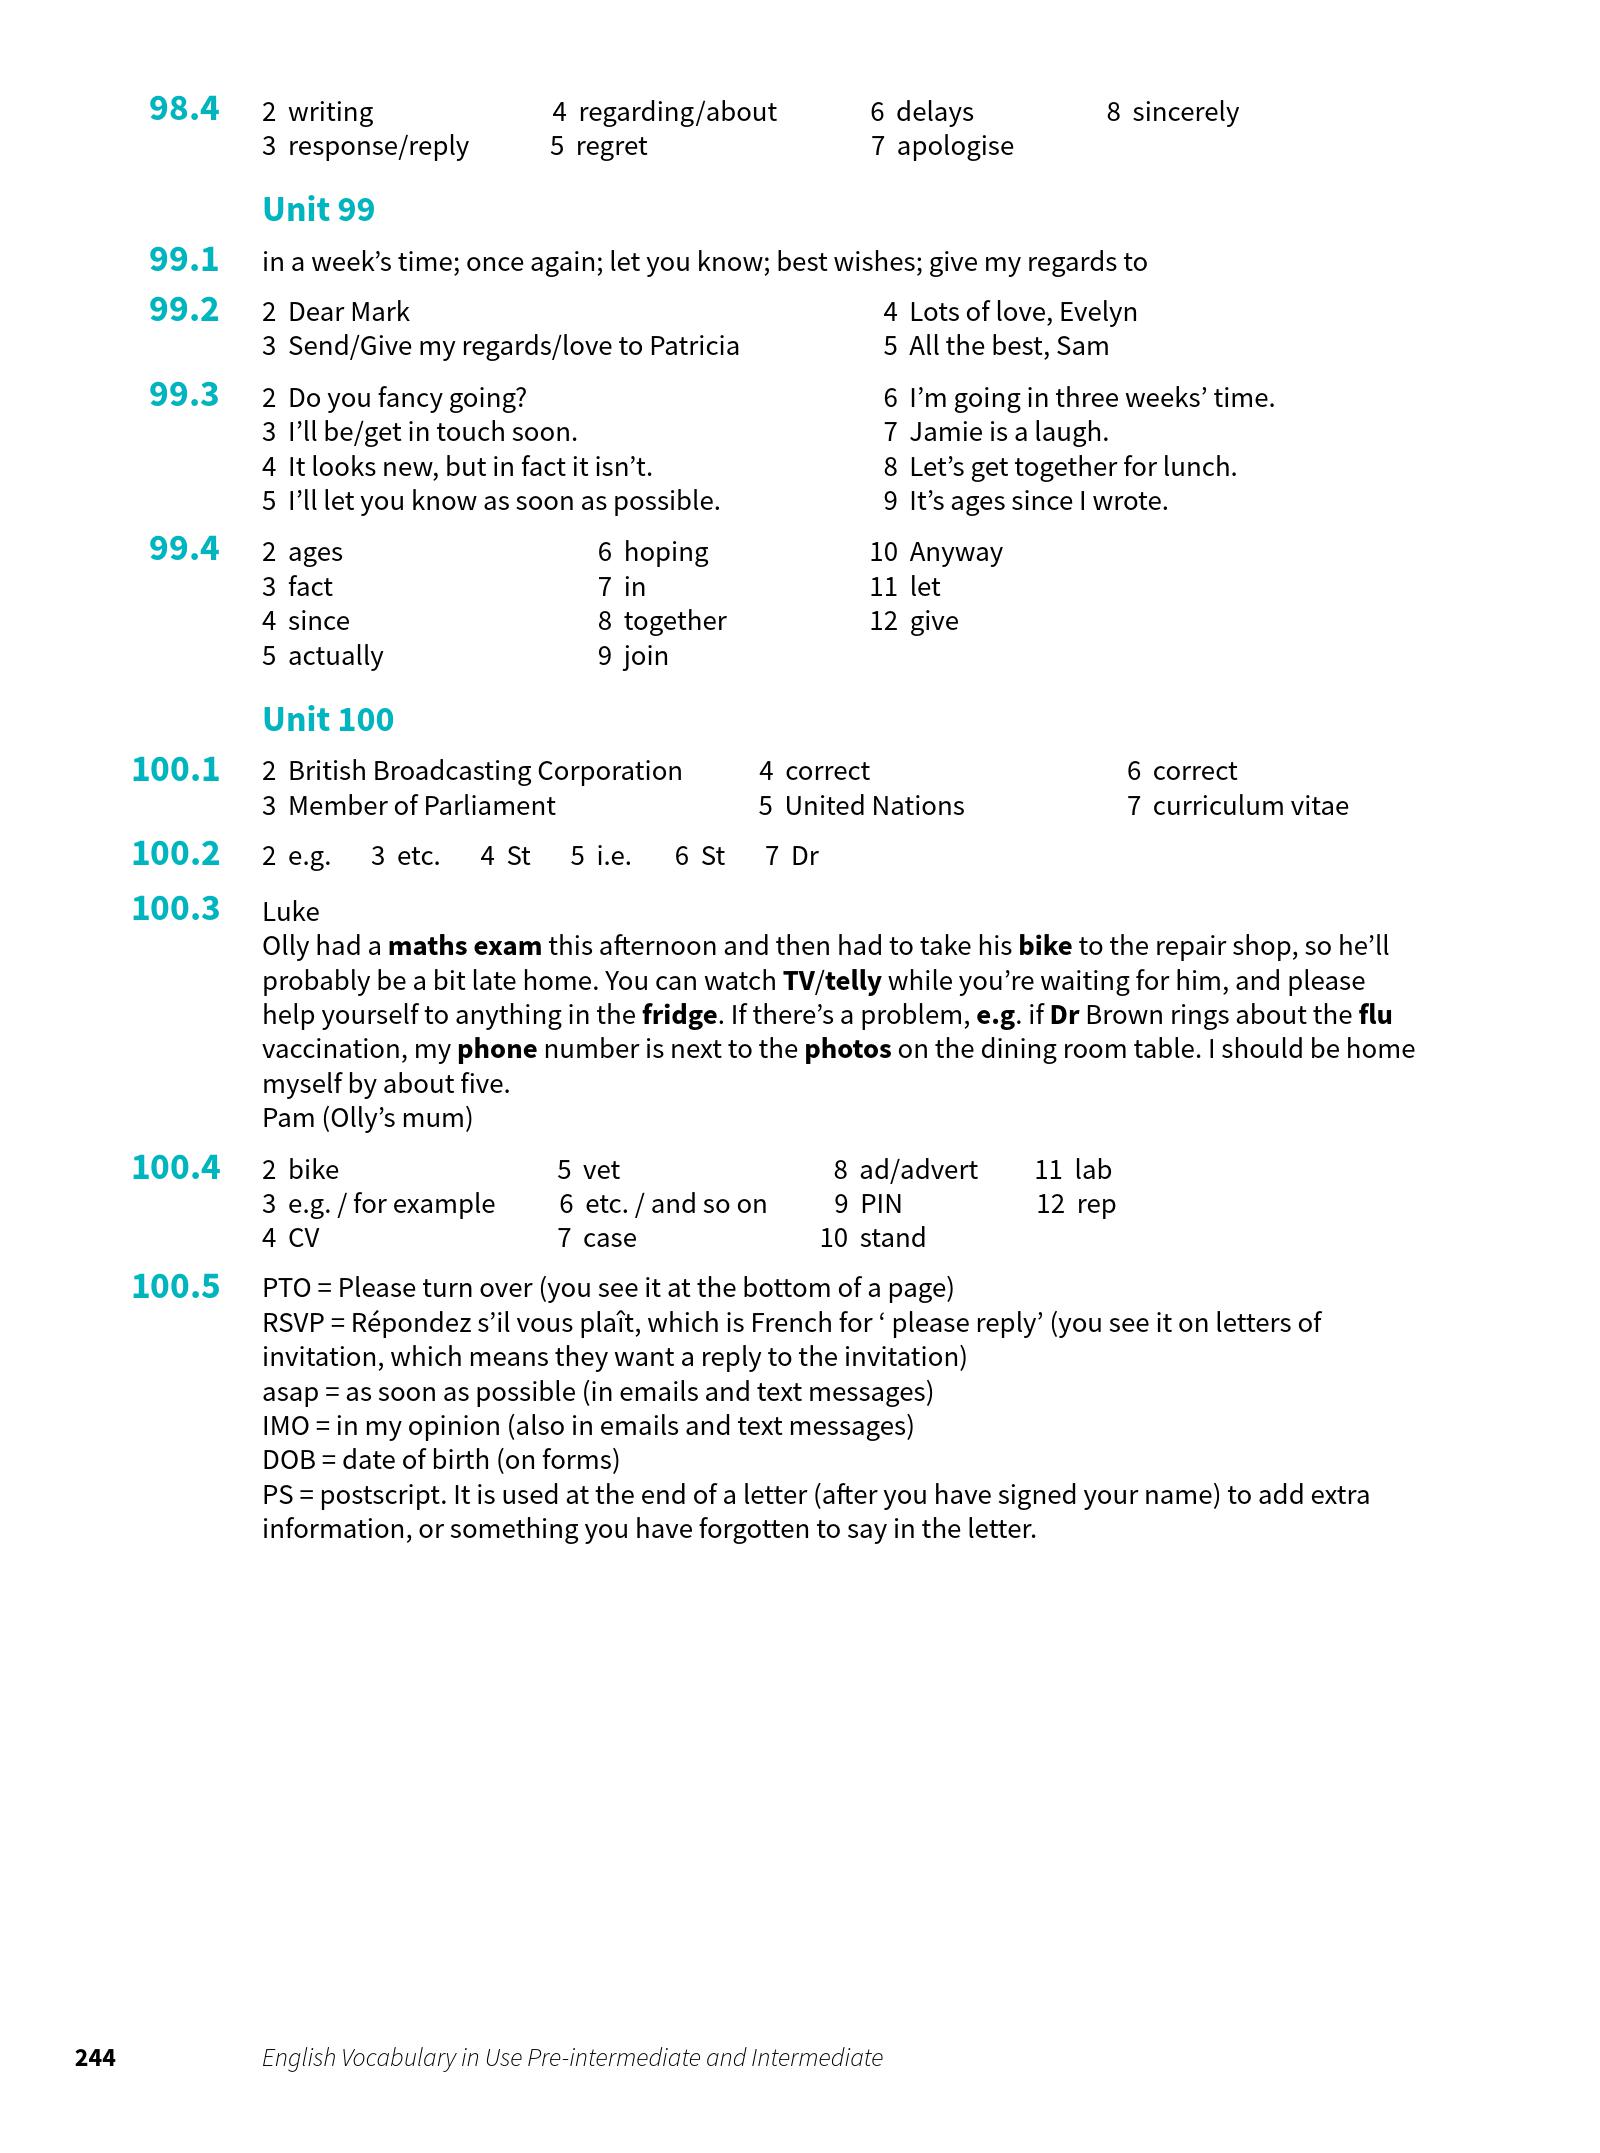 98.4 2 writing 4 regarding/about 6 delays 8 sincerely
3 response/reply 5 regret 7 apologise
Unit 99
99.1 in a week’s time; once again; let you know; best wishes; give my regards to
99.2 2 Dear Mark 4 Lots of love, Evelyn
3 Send/Give my regards/love to Patricia 5 All the best, Sam
99.3 2 Do you fancy going? 6 I’m going in three weeks’ time.
3 I’ll be/get in touch soon. 7 Jamie is a laugh.
4 It looks new, but in fact it isn’t. 8 Let’s get together for lunch.
5 I’ll let you know as soon as possible. 9 It’s ages since I wrote.
99.4 2 ages 6 hoping 10 Anyway
3 fact 7 in 11 let
4 since 8 together 12 give
5 actually 9 join
Unit 100
100.1 2 British Broadcasting Corporation 4 correct 6 correct
3 Member of Parliament 5 United Nations 7 curriculum vitae
100.2 2 e.g. 3 etc. 4 St 5 i.e. 6 St 7 Dr
100.3 Luke
Olly had a maths exam this afternoon and then had to take his bike to the repair shop, so he’ll
probably be a bit late home. You can watch TV/telly while you’re waiting for him, and please
help yourself to anything in the fridge. If there’s a problem, e.g. if Dr Brown rings about the flu
vaccination, my phone number is next to the photos on the dining room table. I should be home
myself by about five.
Pam (Olly’s mum)
100.4 2 bike 5 vet 8 ad/advert 11 lab
3 e.g. / for example 6 etc. / and so on 9 PIN 12 rep
4 CV 7 case 10 stand
100.5 PTO = Please turn over (you see it at the bottom of a page)
RSVP = Répondez s’il vous plaît, which is French for ‘ please reply’ (you see it on letters of
invitation, which means they want a reply to the invitation)
asap = as soon as possible (in emails and text messages)
IMO = in my opinion (also in emails and text messages)
DOB = date of birth (on forms)
PS = postscript. It is used at the end of a letter (after you have signed your name) to add extra
information, or something you have forgotten to say in the letter.
244 English Vocabulary in Use Pre-intermediate and Intermediate